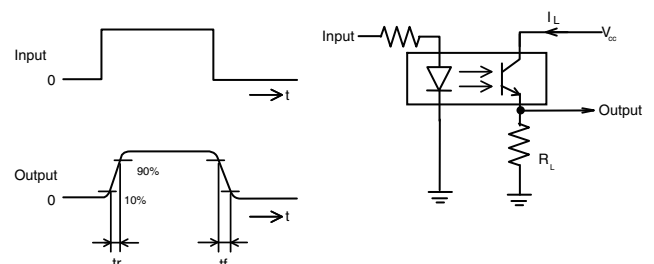 Input
0
t
Output
0
90%
10%
t
tr
tf
Input
I L
Vcc
Output
R L